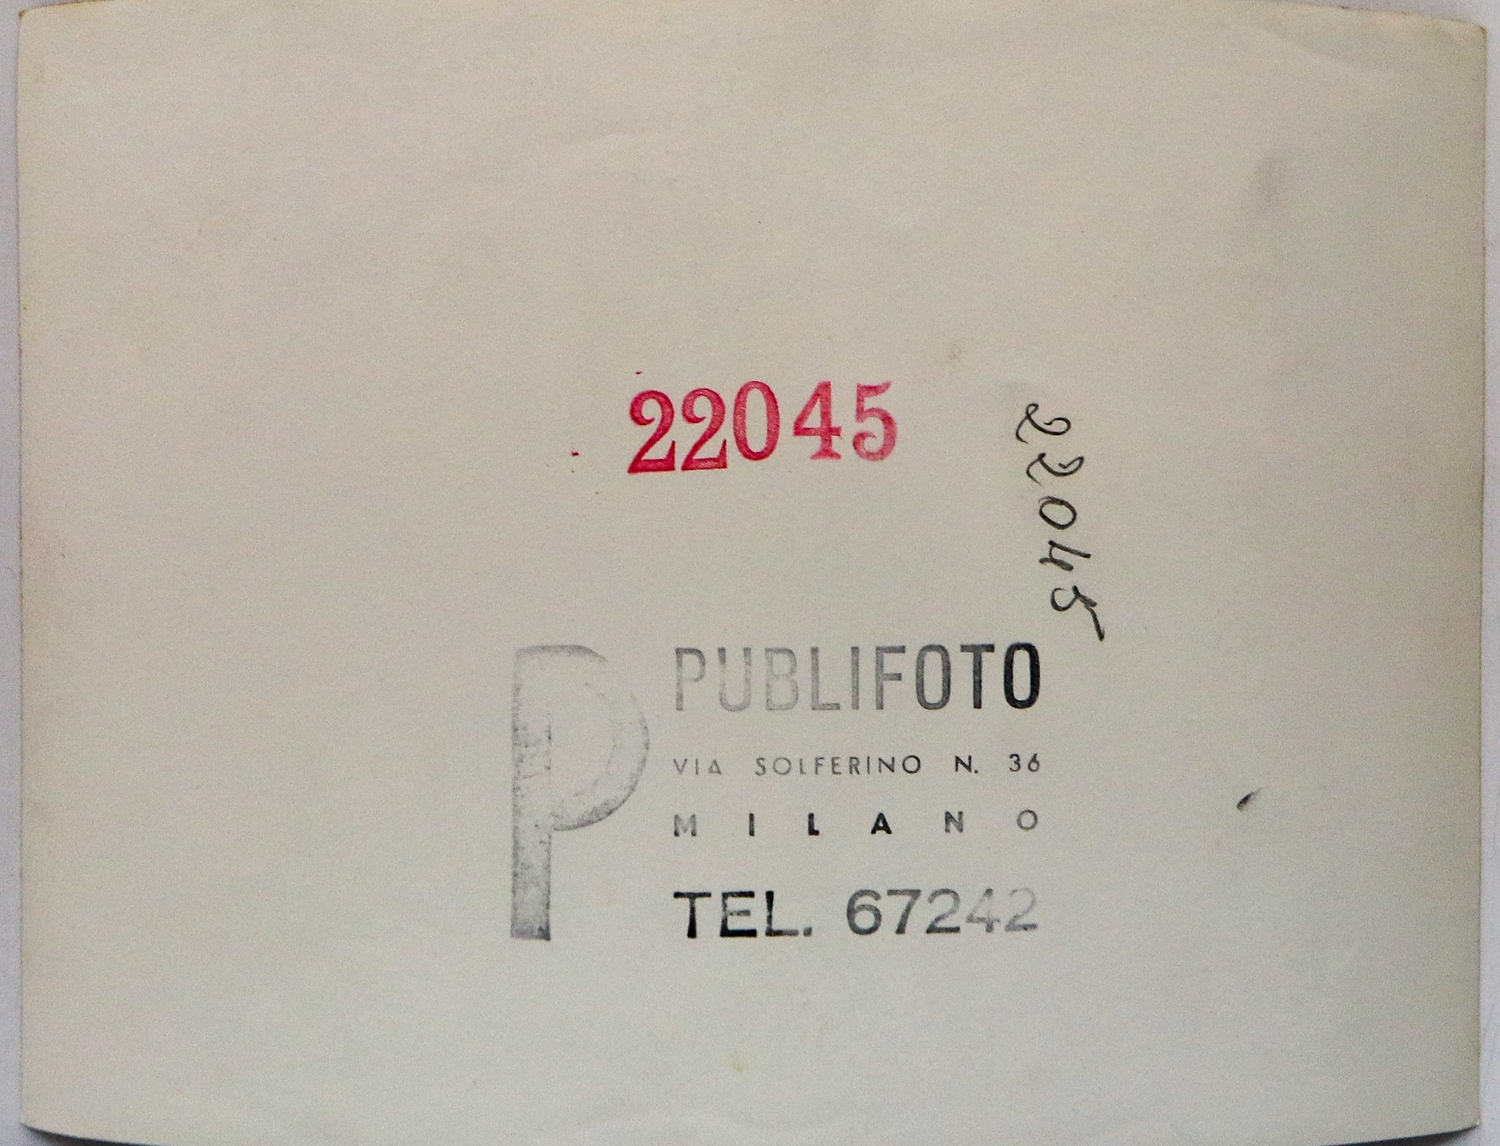 22045
22045
P
PUBLIFOTO
VIA SOLFERINO N. 36
MILANO
TEL. 67242